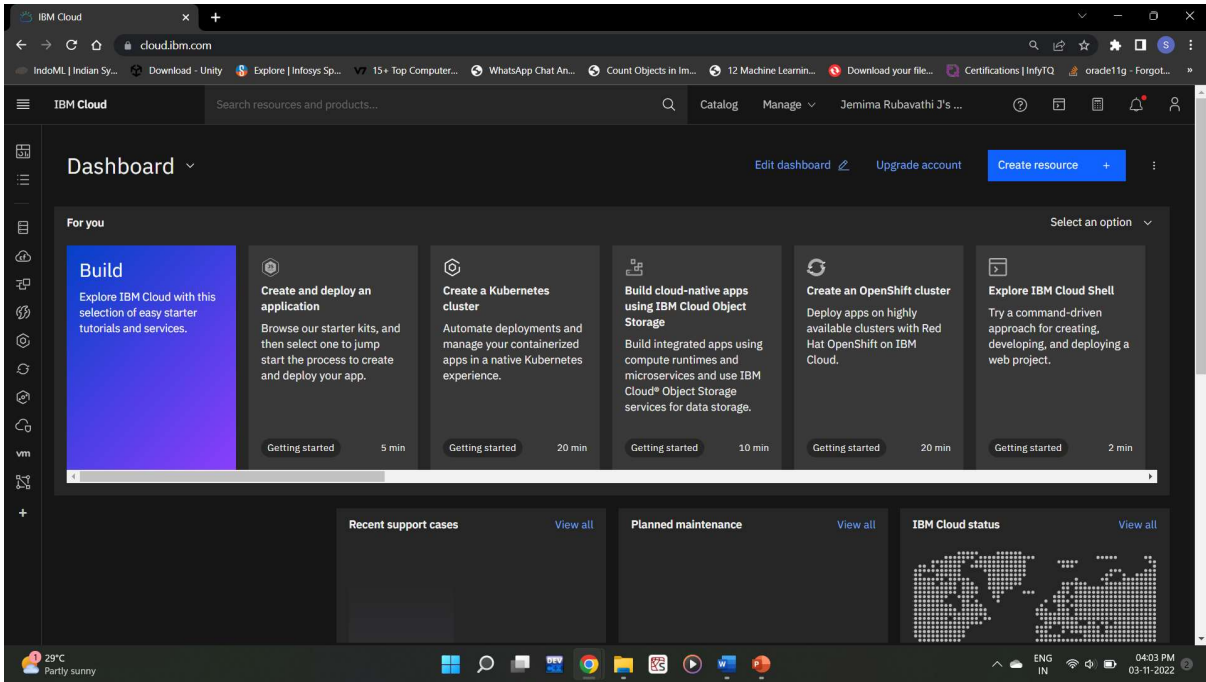 IBM Cloud
cloud.ibm.com
IndoML | Indian Sy...
Download - Unity
Explore | Infosys Sp...
15+ Top Computer...
WhatsApp Chat An...
Count Objects in Im...
12 Machine Learnin...
Download your file...
Certifications | InfyTQ
oracle11g - Forgot...
»
IBM Cloud
Search resources and products...
Catalog
Manage
Jemima Rubavathi J's ...
Dashboard
Edit dashboard
Upgrade account
Create resource +
For you
Select an option
Build
Explore IBM Cloud with this
selection of easy starter
tutorials and services.
Create and deploy an
application
Browse our starter kits, and
then select one to jump
start the process to create
and deploy your app.
Getting started
5 min
Create a Kubernetes
cluster
Automate deployments and
manage your containerized
apps in a native Kubernetes
experience.
Getting started
20 min
Build cloud-native apps
using IBM Cloud Object
Storage
Build integrated apps using
compute runtimes and
microservices and use IBM
Cloud® Object Storage
services for data storage.
Getting started
10 min
Create an OpenShift cluster
Deploy apps on highly
available clusters with Red
Hat OpenShift on IBM
Cloud.
Getting started
20 min
Explore IBM Cloud Shell
Try a command-driven
approach for creating,
developing, and deploying a
web project.
Getting started
2 min
vm
Recent support cases
View all
Planned maintenance
View all
IBM Cloud status
View all
1
29°C
Partly sunny
DEV
ENG
IN
04:03 PM
03-11-2022
2